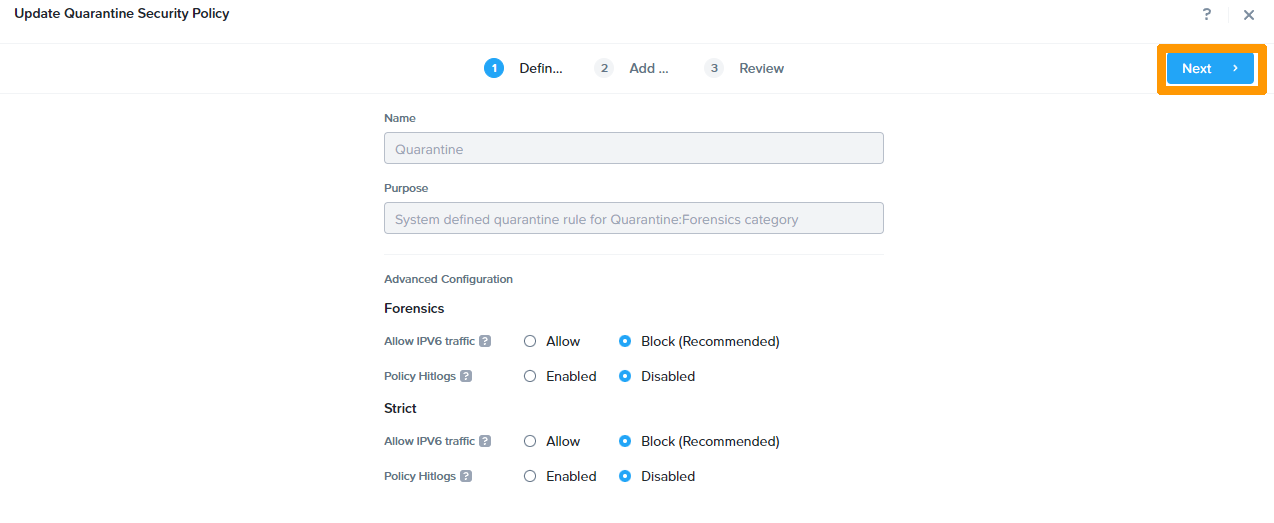 Update Quarantine Security Policy
?
1 Defin... 2 Add ... 3 Review
Next
Name
Quarantine
Purpose
System defined quarantine rule for Quarantine:Forensics category
Advanced Configuration
Forensics
Allow IPV6 traffic ? Allow Block (Recommended)
Policy Hitlogs ? Enabled Disabled
Strict
Allow IPV6 traffic ? Allow Block (Recommended)
Policy Hitlogs ? Enabled Disabled